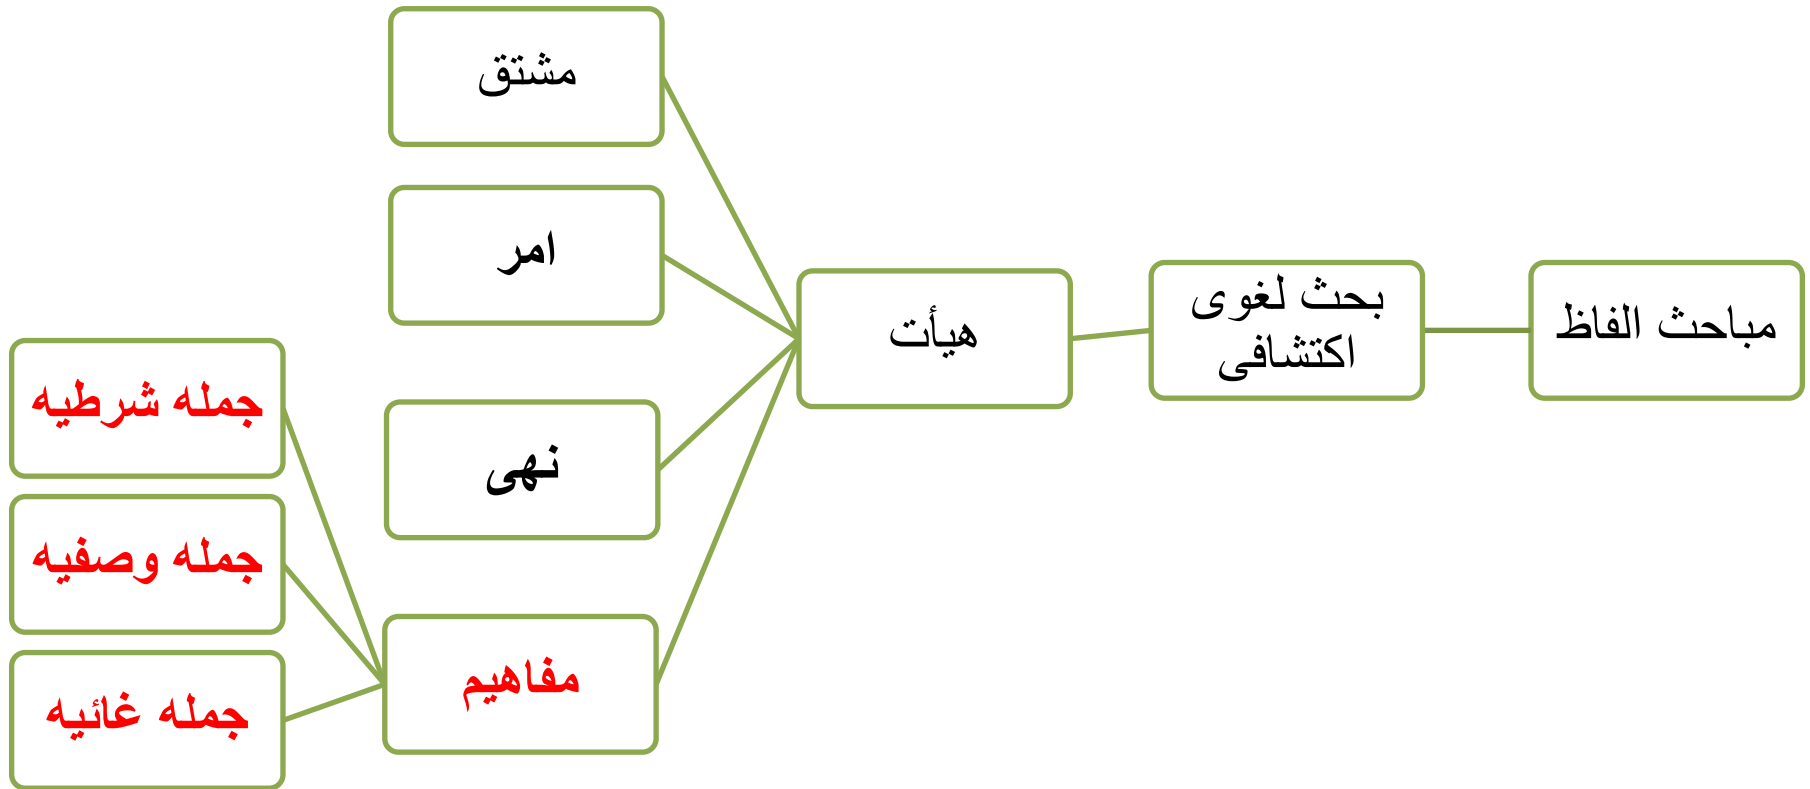 مباحث الفاظ
بحث لغوی
اکتشافی
هیأت
مشتق
امر
نهی
مفاهیم
جمله شرطیه
جمله وصفیه
جمله غائیه